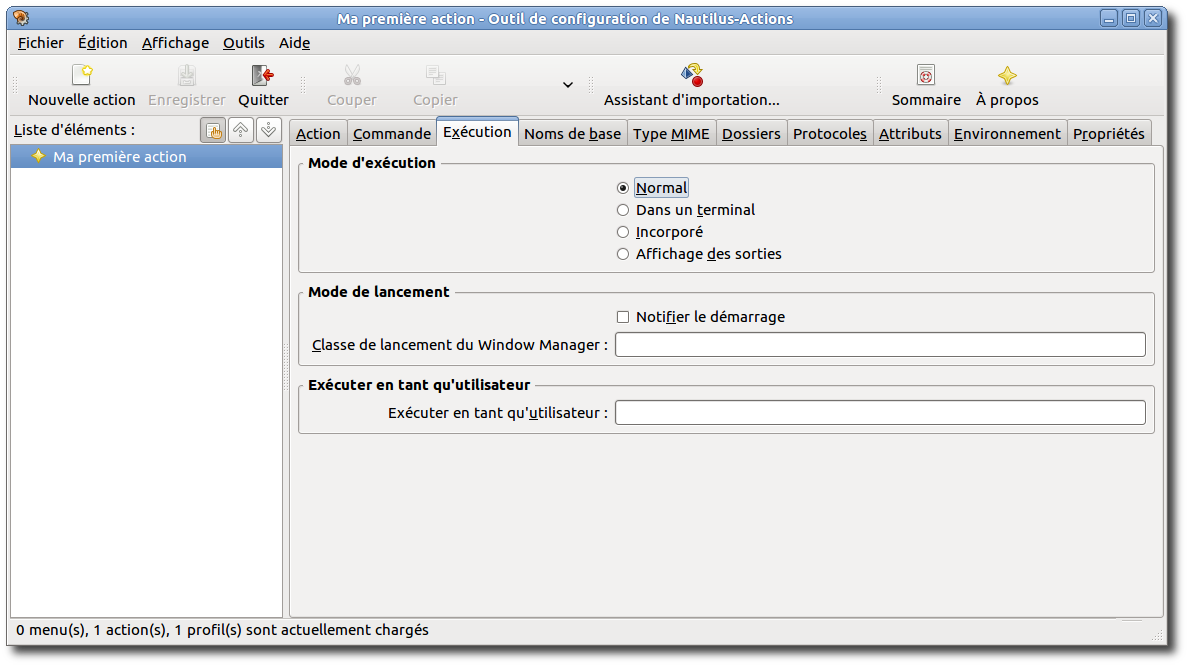 Ma première action - Outil de configuration de Nautilus-Actions
Fichier Édition Affichage Outils Aide
Nouvelle action Enregistrer Quitter Couper Copier Assistant d'importation... Sommaire À propos
Liste d'éléments :
Ma première action
Action Commande Exécution Noms de base Type MIME Dossiers Protocoles Attributs Environnement Propriétés
Mode d'exécution
Normal
Dans un terminal
Incorporé
Affichage des sorties
Mode de lancement
Notifier le démarrage
Classe de lancement du Window Manager :
Exécuter en tant qu'utilisateur
Exécuter en tant qu'utilisateur :
0 menu(s), 1 action(s), 1 profil(s) sont actuellement chargés